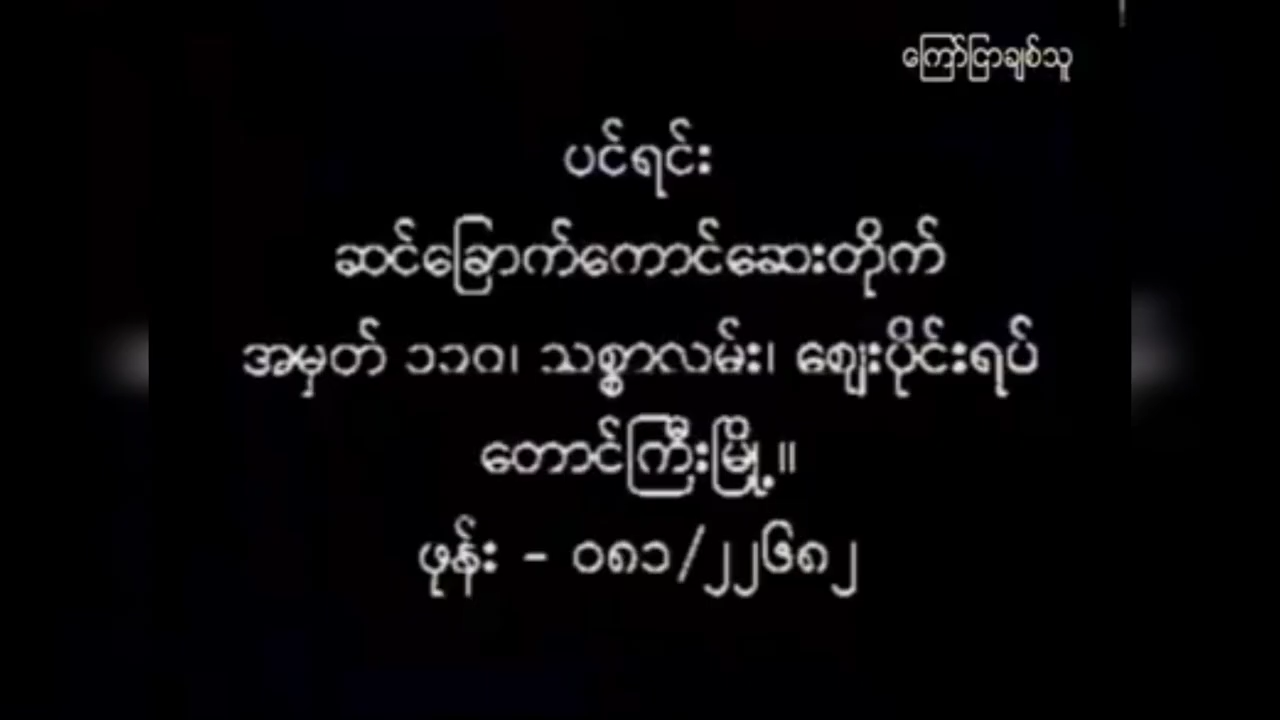 ကြော်ငြာချစ်သူ
ပင်ရင်း
ဆင်ခြောက်ကောင်ဆေးတိုက်
အမှတ် ၁၁၀၊ သစ္စာလမ်း၊ ဈေးပိုင်းရပ်
တောင်ကြီးမြို့။
ဖုန်း - ၀၈၁/၂၂၆၈၂